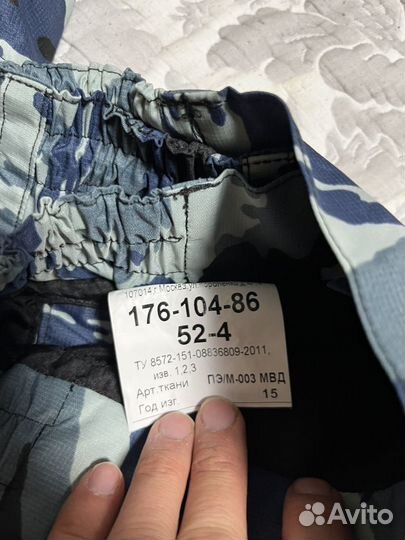 107014 г Москва, ул
176-104-86
52-4
ТУ 8572-151-08836809-2011,
изв. 1,2,3
Арт.ткани ПЭ/М-003 МВД
Год изг. 15
Avito